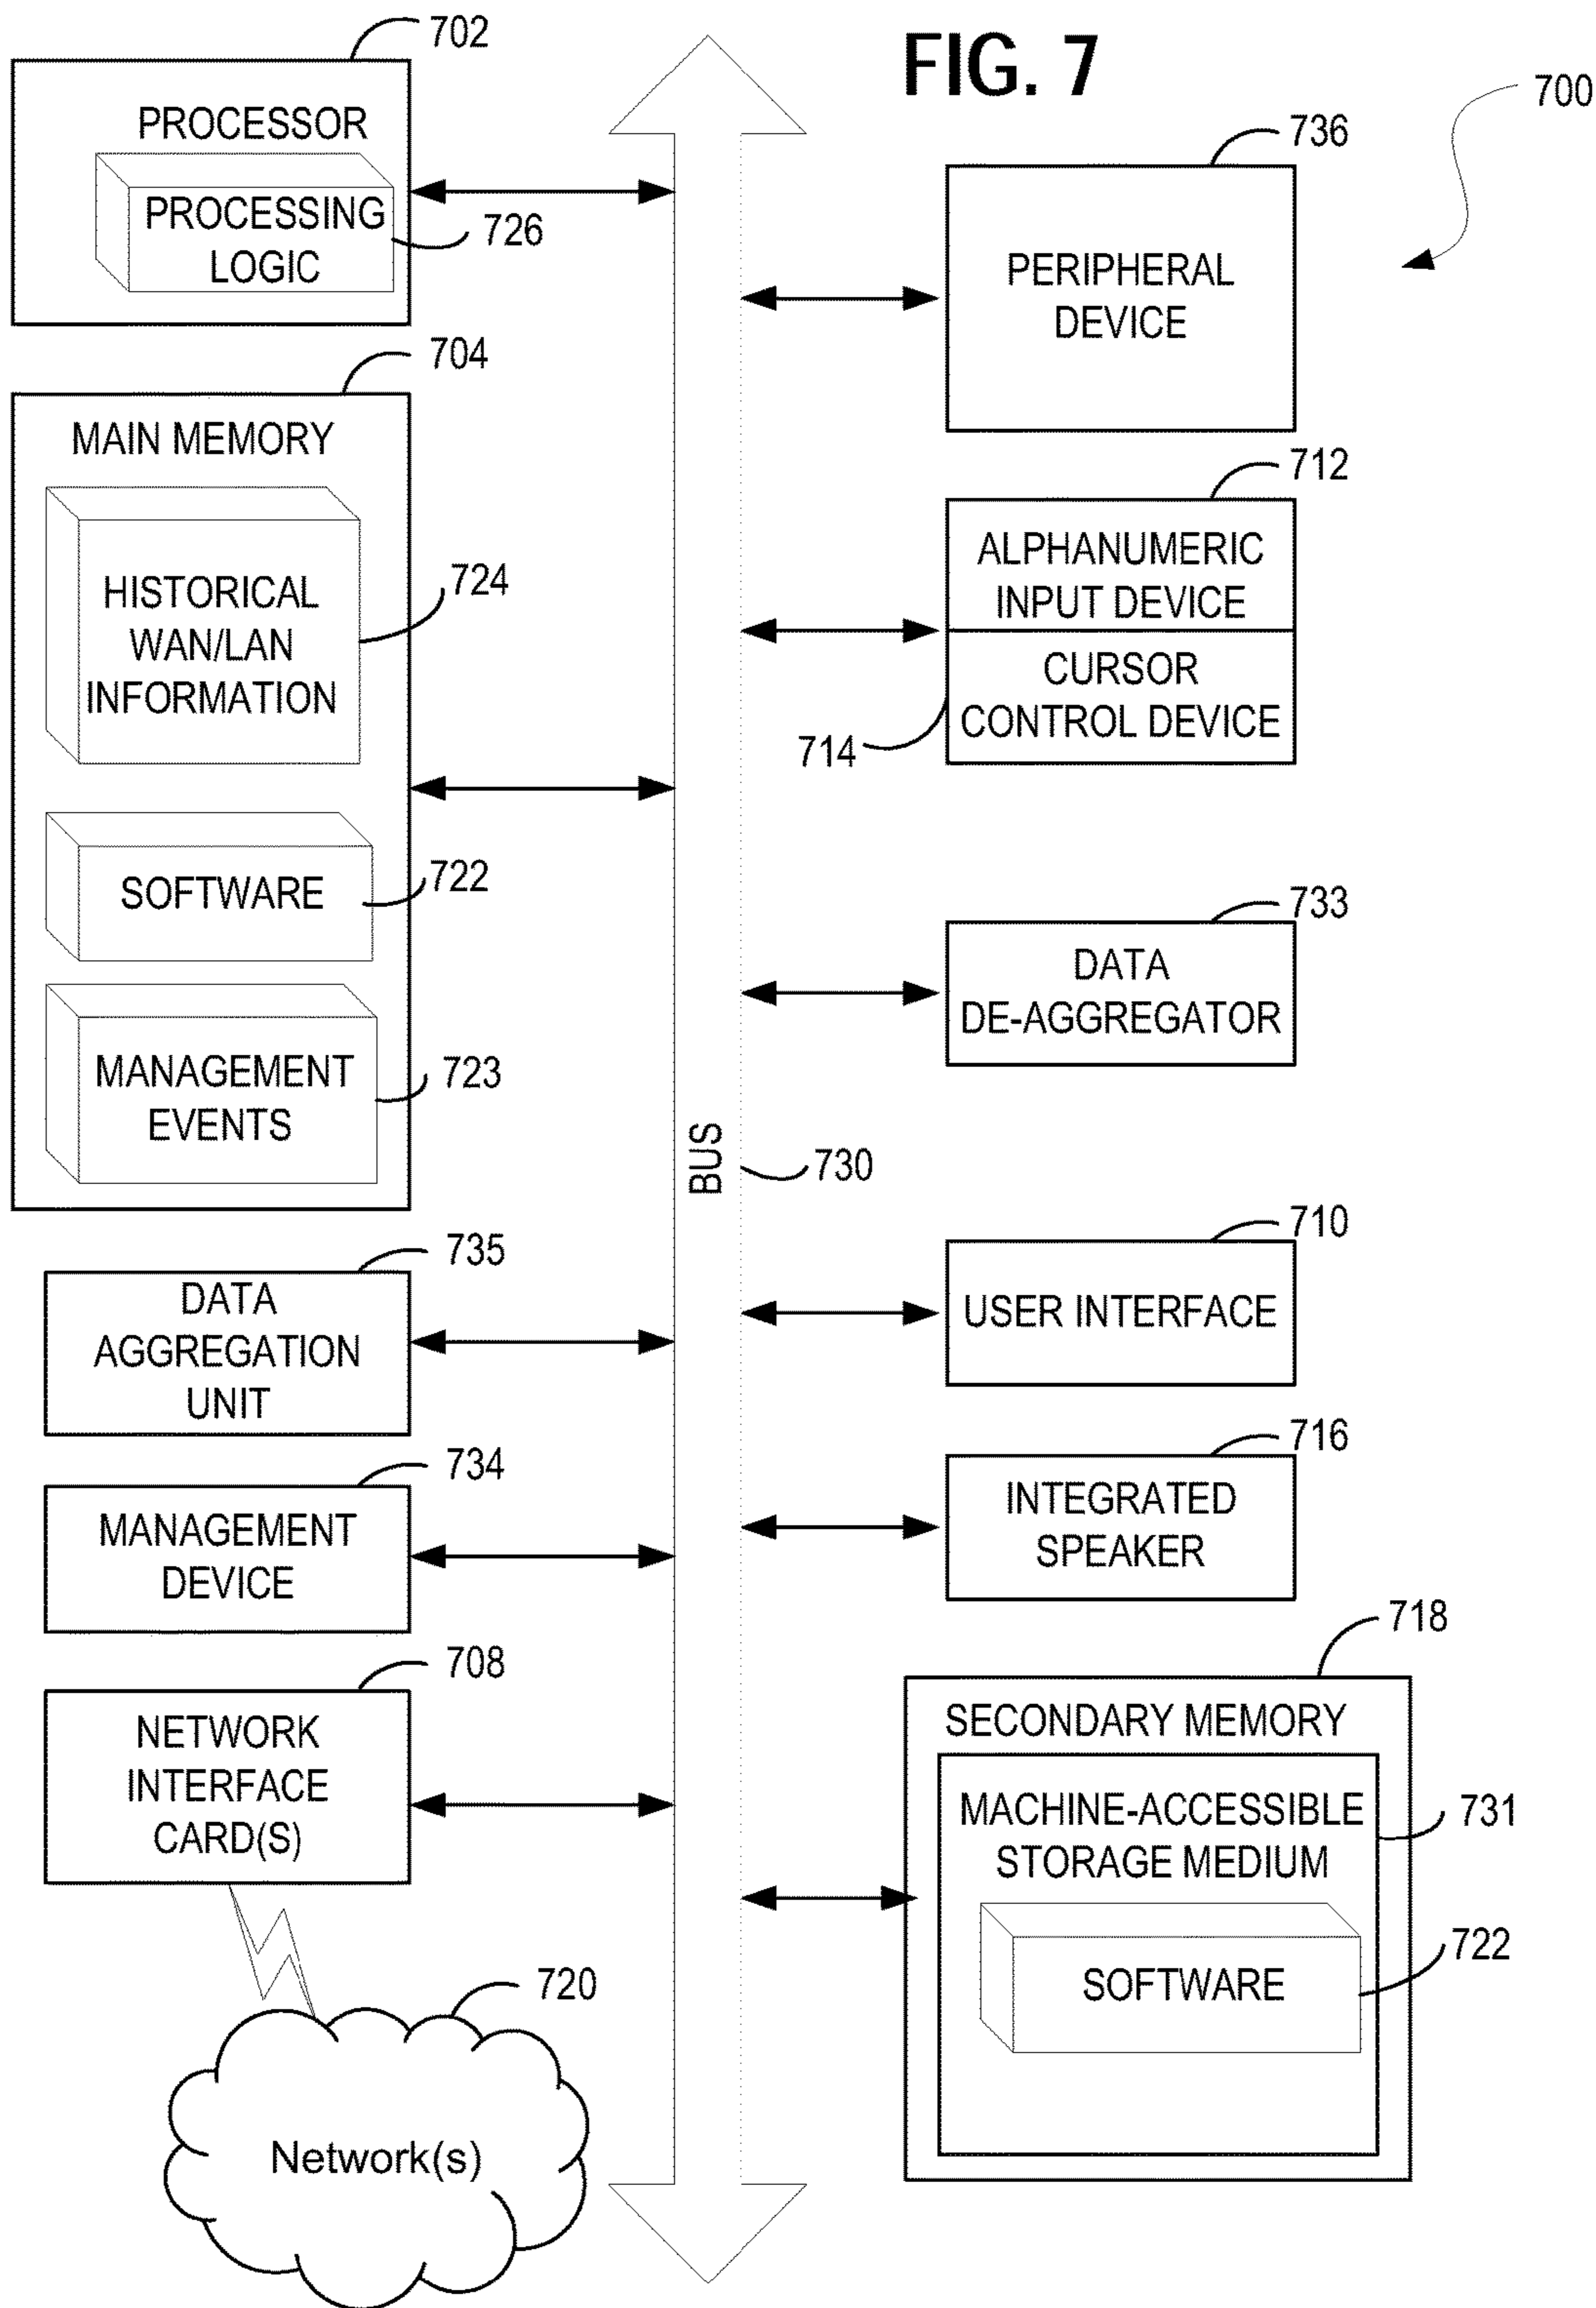 FIG. 7
700
702
PROCESSOR
PROCESSING
LOGIC
726
704
MAIN MEMORY
HISTORICAL
WAN/LAN
INFORMATION
724
SOFTWARE
722
MANAGEMENT
EVENTS
723
735
DATA
AGGREGATION
UNIT
734
MANAGEMENT
DEVICE
708
NETWORK
INTERFACE
CARD(S)
720
Network(s)
BUS
730
736
PERIPHERAL
DEVICE
712
ALPHANUMERIC
INPUT DEVICE
CURSOR
CONTROL DEVICE
714
733
DATA
DE-AGGREGATOR
710
USER INTERFACE
716
INTEGRATED
SPEAKER
718
SECONDARY MEMORY
MACHINE-ACCESSIBLE
STORAGE MEDIUM
731
SOFTWARE
722